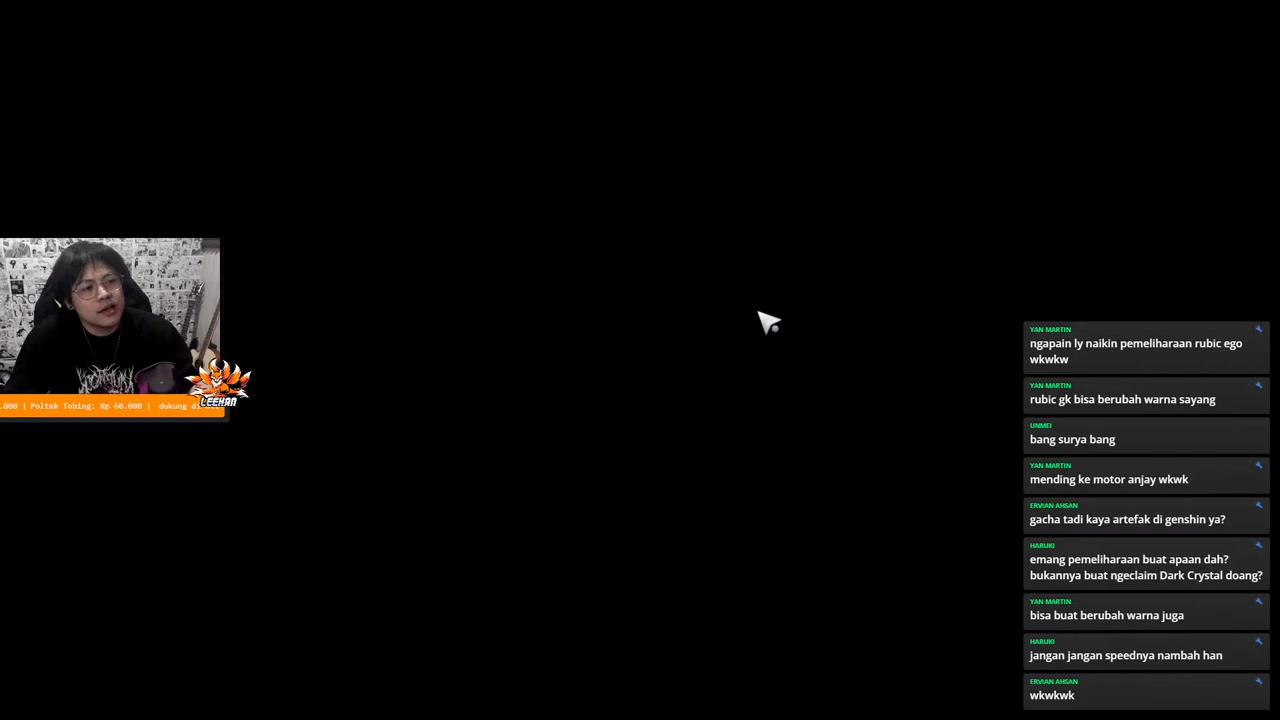 YAN MARTIN
ngapain ly naikin pemeliharaan rubic ego
wkwkw
YAN MARTIN
rubic gk bisa berubah warna sayang
UNMEI
bang surya bang
YAN MARTIN
mending ke motor anjay wkwk
ERVIAN AHSAN
gacha tadi kaya artefak di genshin ya?
HARUKI
emang pemeliharaan buat apaan dah?
bukannya buat ngeclaim Dark Crystal doang?
YAN MARTIN
bisa buat berubah warna juga
HARUKI
jangan jangan speednya nambah han
ERVIAN AHSAN
wkwkwk
LEEHAN
.000 | Poltak Tobing: Rp 60.000 | dukung di